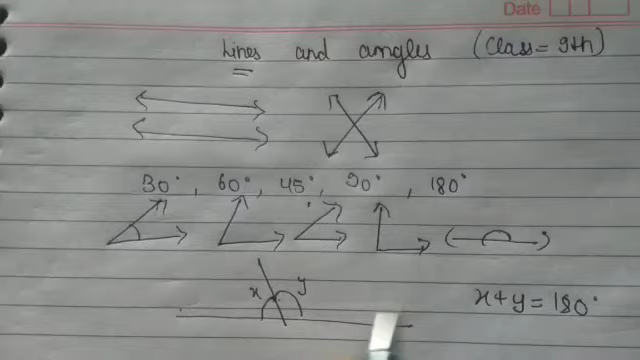 Date
Lines and angles (Class = 9th)
30°, 60°, 45°, 90°, 180°
x y
x+y = 180°